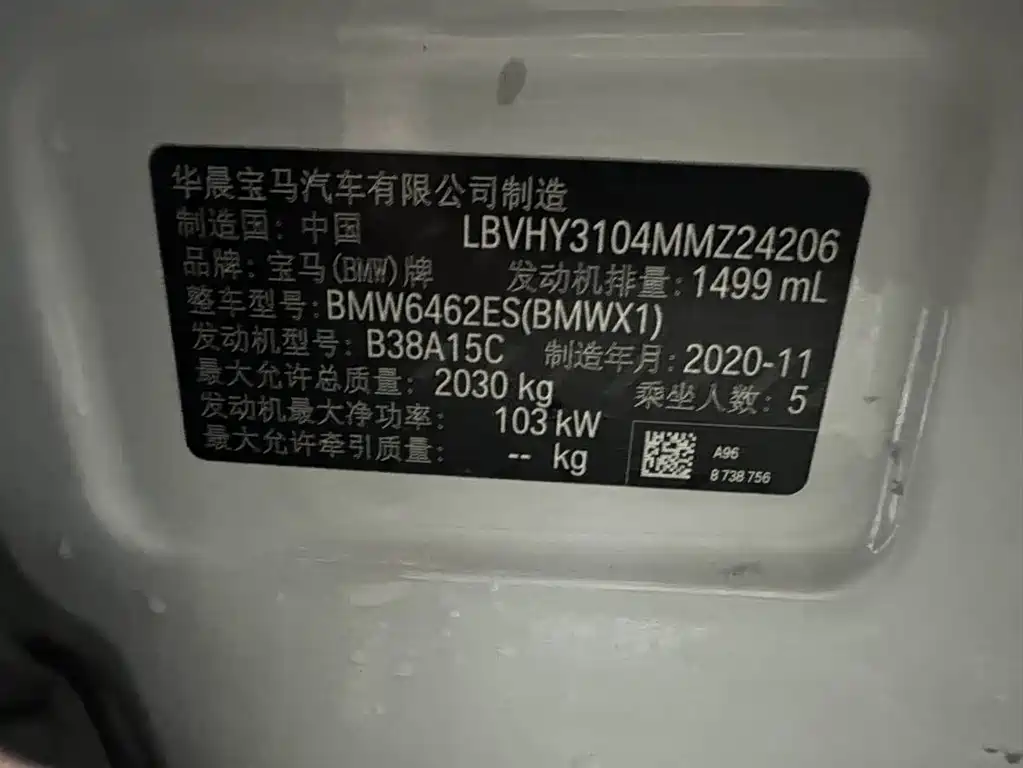 华晨宝马汽车有限公司制造
制造国：中国 LBVHY3104MMZ24206
品牌：宝马(BMW)牌 发动机排量：1499 mL
整车型号：BMW6462ES(BMWX1)
发动机型号：B38A15C 制造年月：2020-11
最大允许总质量：2030 kg 乘坐人数：5
发动机最大净功率：103 kW
最大允许牵引质量：-- kg
A96
8 738 756